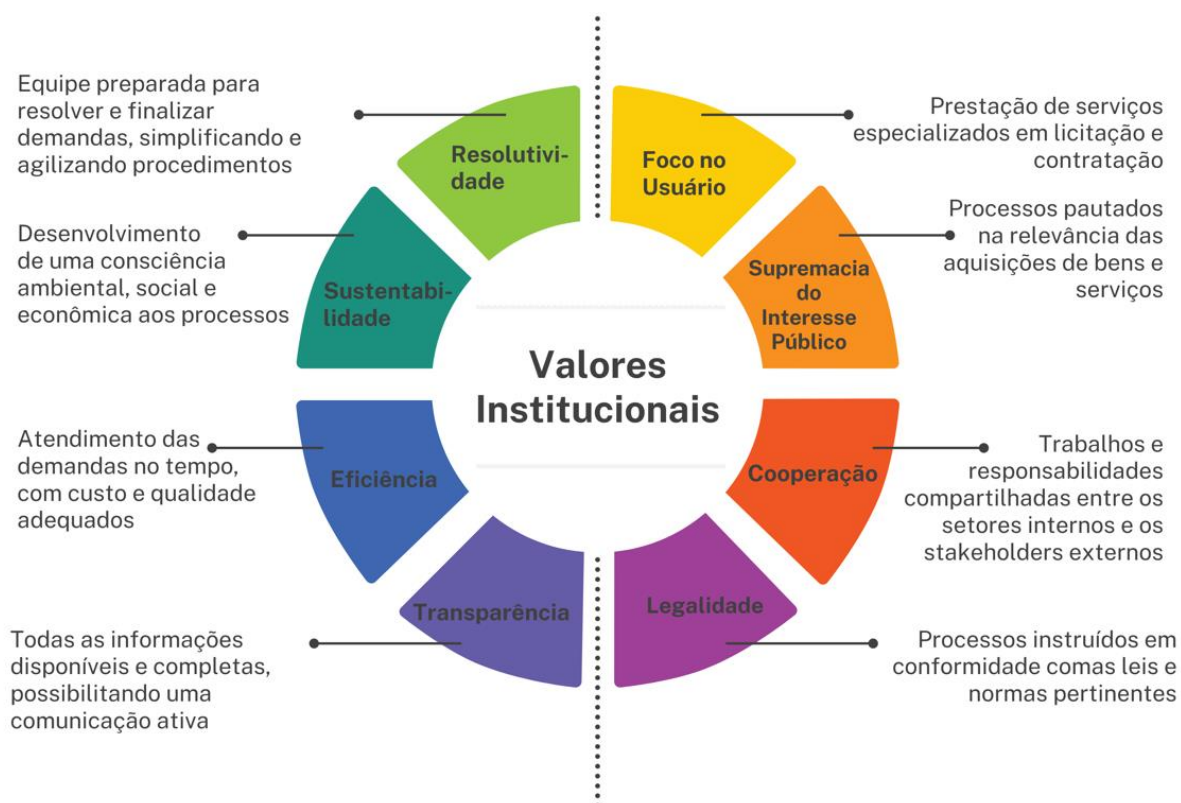 Equipe preparada para
resolver e finalizar
demandas, simplificando e
agilizando procedimentos
Resolutivi-
dade
Foco no
Usuário
Prestação de serviços
especializados em licitação e
contratação
Desenvolvimento
de uma consciência
ambiental, social e
econômica aos processos
Sustentabi-
lidade
Supremacia
do
Interesse
Público
Processos pautados
na relevância das
aquisições de bens e
serviços
Valores
Institucionais
Atendimento das
demandas no tempo,
com custo e qualidade
adequados
Eficiência
Cooperação
Trabalhos e
responsabilidades
compartilhadas entre os
setores internos e os
stakeholders externos
Todas as informações
disponíveis e completas,
possibilitando uma
comunicação ativa
Transparência
Legalidade
Processos instruídos em
conformidade comas leis e
normas pertinentes